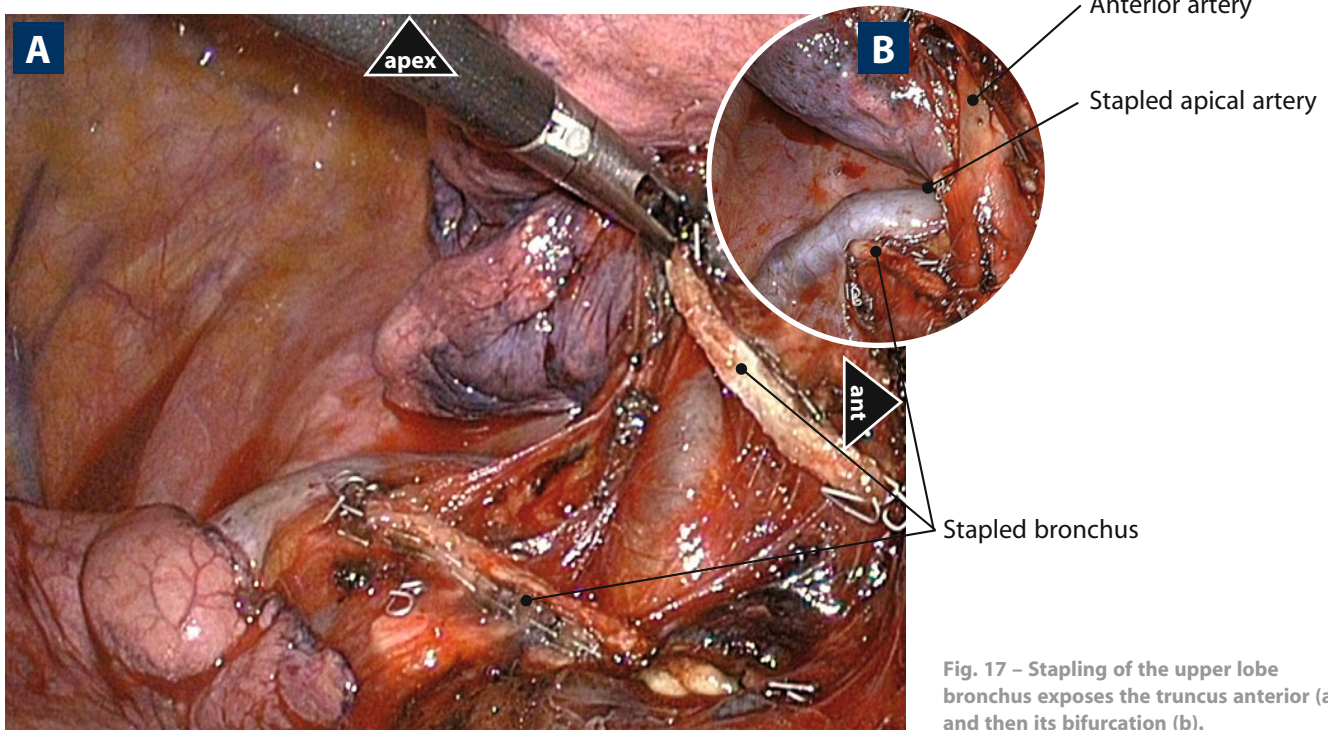 A
apex
B
Anterior artery
Stapled apical artery
ant
Stapled bronchus
Fig. 17 – Stapling of the upper lobe
bronchus exposes the truncus anterior (a
and then its bifurcation (b).